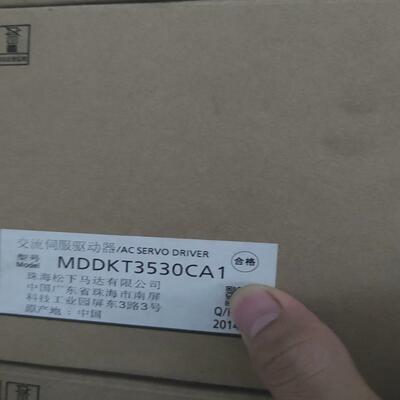 交流伺服驱动器/AC SERVO DRIVER
型号
Model MDDKT3530CA1 合格
珠海松下马达有限公司
中国广东省珠海市南屏
科技工业园屏东3路3号
原产地：中国
Q/
2014